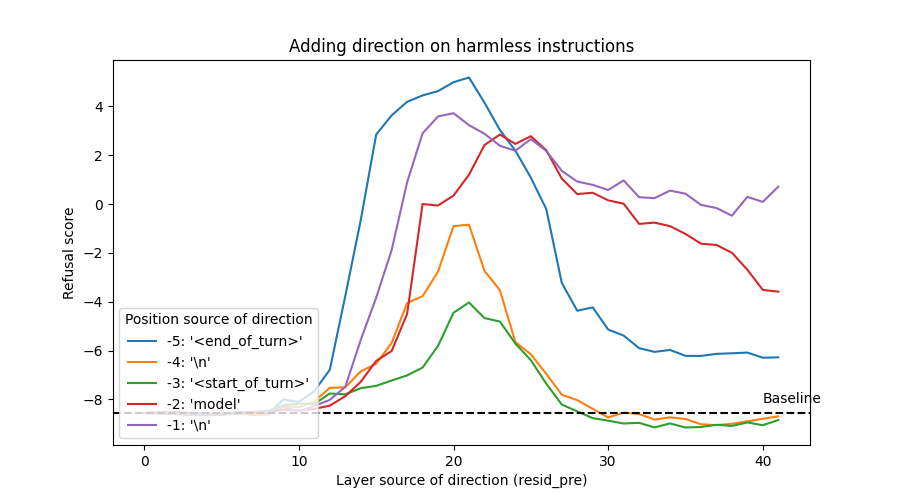 Adding direction on harmless instructions
Refusal score
4
2
0
−2
−4
−6
−8
Position source of direction
-5: '<end_of_turn>'
-4: '\n'
-3: '<start_of_turn>'
-2: 'model'
-1: '\n'
Baseline
0 10 20 30 40
Layer source of direction (resid_pre)